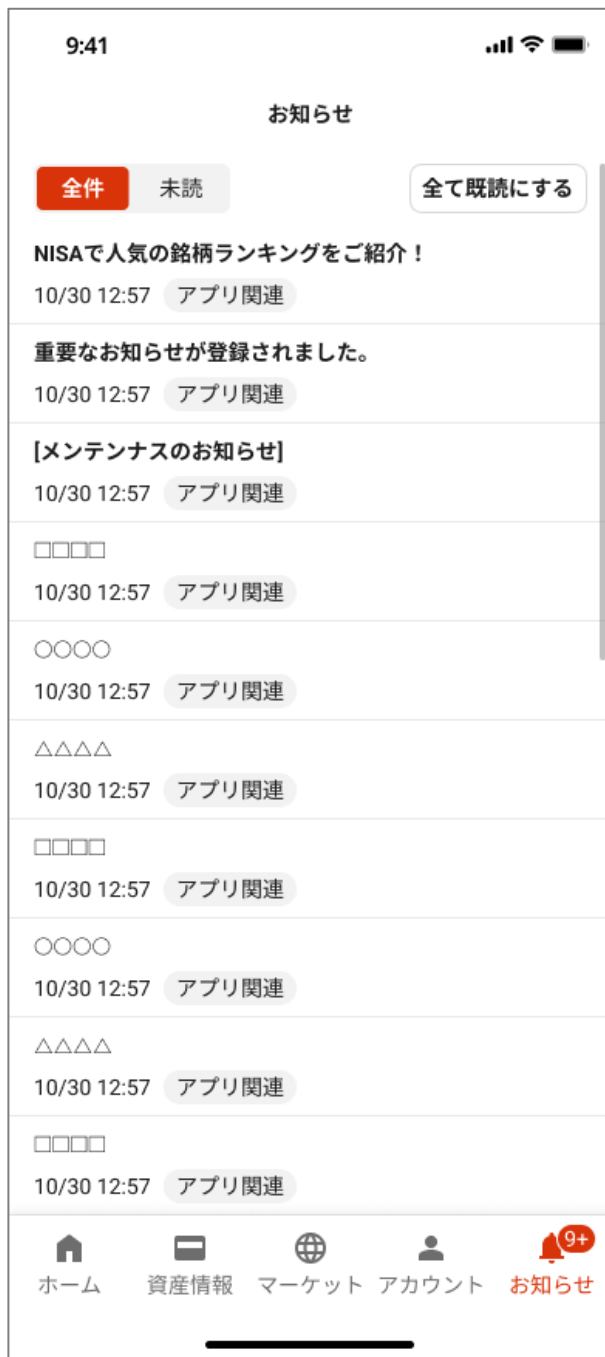 9:41
お知らせ
全件 未読 全て既読にする
NISAで人気の銘柄ランキングをご紹介！
10/30 12:57 アプリ関連
重要なお知らせが登録されました。
10/30 12:57 アプリ関連
[メンテンナスのお知らせ]
10/30 12:57 アプリ関連
□□□□
10/30 12:57 アプリ関連
○○○○
10/30 12:57 アプリ関連
△△△△
10/30 12:57 アプリ関連
□□□□
10/30 12:57 アプリ関連
○○○○
10/30 12:57 アプリ関連
△△△△
10/30 12:57 アプリ関連
□□□□
10/30 12:57 アプリ関連
9+
ホーム 資産情報 マーケット アカウント お知らせ